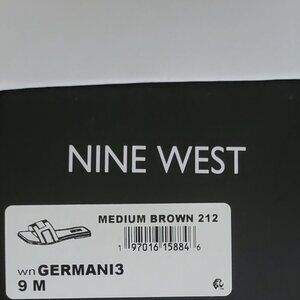 NINE WEST
MEDIUM BROWN 212
1 97016 15884 6
wn GERMANI3
9 M